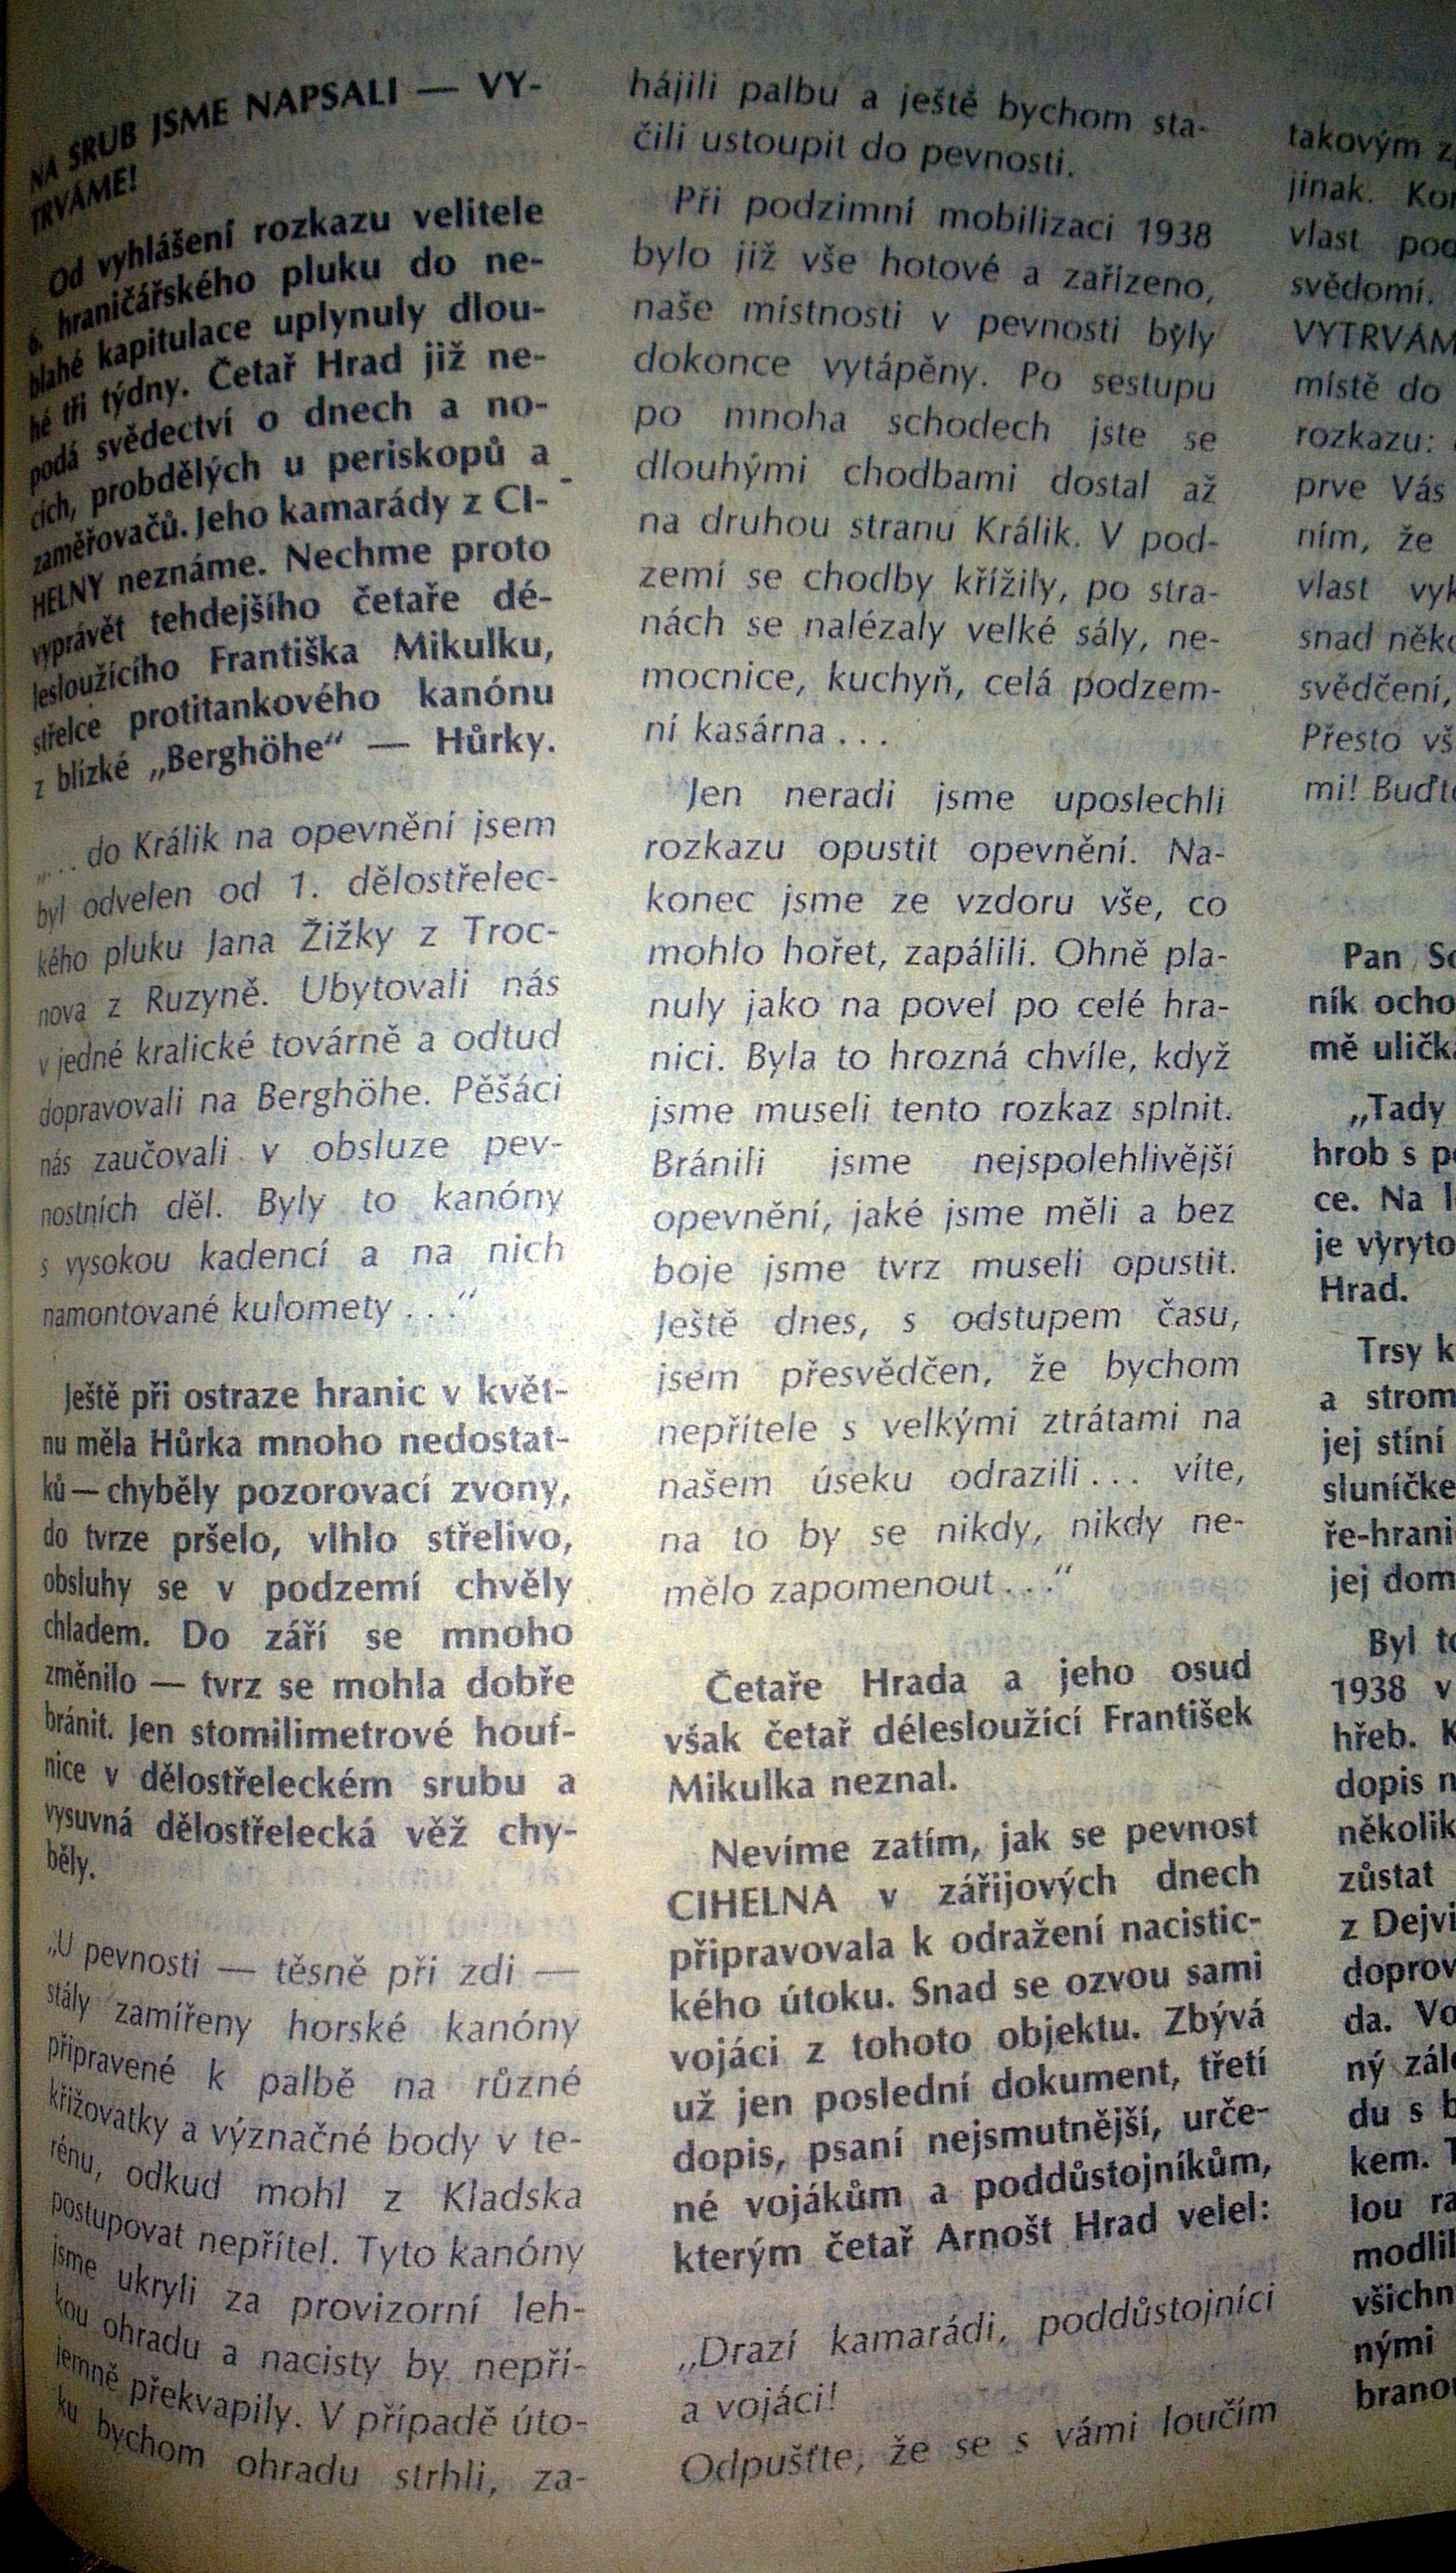 NA SRUB JSME NAPSALI — VY-
TRVÁME!
Od vyhlášení rozkazu velitele
6. hraničářského pluku do ne-
blahé kapitulace uplynuly dlou-
hé tři týdny. Četař Hrad již ne-
podá svědectví o dnech a no-
cích, probdělých u periskopů a
zaměřovačů. Jeho kamarády z CI-
HELNY neznáme. Nechme proto
vyprávět tehdejšího četaře dé-
lesloužícího Františka Mikulku,
střelce protitankového kanónu
z blízké „Berghöhe“ — Hůrky.
„... do Králik na opevnění jsem
byl odvelen od 1. dělostřelec-
kého pluku Jana Žižky z Troc-
nova z Ruzyně. Ubytovali nás
v jedné kralické továrně a odtud
dopravovali na Berghöhe. Pěšáci
nás zaučovali v obsluze pev-
nostních děl. Byly to kanóny
s vysokou kadencí a na nich
namontované kulomety ...“
Ještě při ostraze hranic v květ-
nu měla Hůrka mnoho nedostat-
ků — chyběly pozorovací zvony,
do tvrze pršelo, vlhlo střelivo,
obsluhy se v podzemí chvěly
chladem. Do září se mnoho
změnilo — tvrz se mohla dobře
bránit. Jen stomilimetrové houf-
nice v dělostřeleckém srubu a
vysuvná dělostřelecká věž chy-
běly.
„U pevnosti — těsně při zdi —
stály zamířeny horské kanóny
připravené k palbě na různé
křižovatky a význačné body v te-
rénu, odkud mohl z Kladska
postupovat nepřítel. Tyto kanóny
jsme ukryli za provizorní leh-
kou ohradu a nacisty by nepří-
jemně překvapily. V případě úto-
ku bychom ohradu strhli, za-
hájili palbu a ještě bychom sta-
čili ustoupit do pevnosti.
Při podzimní mobilizaci 1938
bylo již vše hotové a zařízeno,
naše místnosti v pevnosti byly
dokonce vytápěny. Po sestupu
po mnoha schodech jste se
dlouhými chodbami dostal až
na druhou stranu Králik. V pod-
zemí se chodby křížily, po stra-
nách se nalézaly velké sály, ne-
mocnice, kuchyň, celá podzem-
ní kasárna ...
Jen neradi jsme uposlechli
rozkazu opustit opevnění. Na-
konec jsme ze vzdoru vše, co
mohlo hořet, zapálili. Ohně pla-
nuly jako na povel po celé hra-
nici. Byla to hrozná chvíle, když
jsme museli tento rozkaz splnit.
Bránili jsme nejspolehlivější
opevnění, jaké jsme měli a bez
boje jsme tvrz museli opustit.
Ještě dnes, s odstupem času,
jsem přesvědčen, že bychom
nepřítele s velkými ztrátami na
našem úseku odrazili ... víte,
na to by se nikdy, nikdy ne-
mělo zapomenout ...“
Četaře Hrada a jeho osud
však četař délesloužící František
Mikulka neznal.
Nevíme zatím, jak se pevnost
CIHELNA v zářijových dnech
připravovala k odražení nacistic-
kého útoku. Snad se ozvou sami
vojáci z tohoto objektu. Zbývá
už jen poslední dokument, třetí
dopis, psaní nejsmutnější, urče-
né vojákům a poddůstojníkům,
kterým četař Arnošt Hrad velel:
„Drazí kamarádi, poddůstojníci
a vojáci!
Odpusťte, že se s vámi loučím
takovým
jinak.
vlast
svědomí.
místě do
rozkazu:
prve Vás
ním, že
vlast
snad
svědčení,
Přesto
mi!
Pan
ník
mě
„Tady
hrob s
ce. Na
je vyryto
Hrad.
Trsy
a
jej stíní
jej
Byl
1938 v
hřeb.
dopis
několik
zůstat
z
da.
ný
du s
kem.
lou
nými